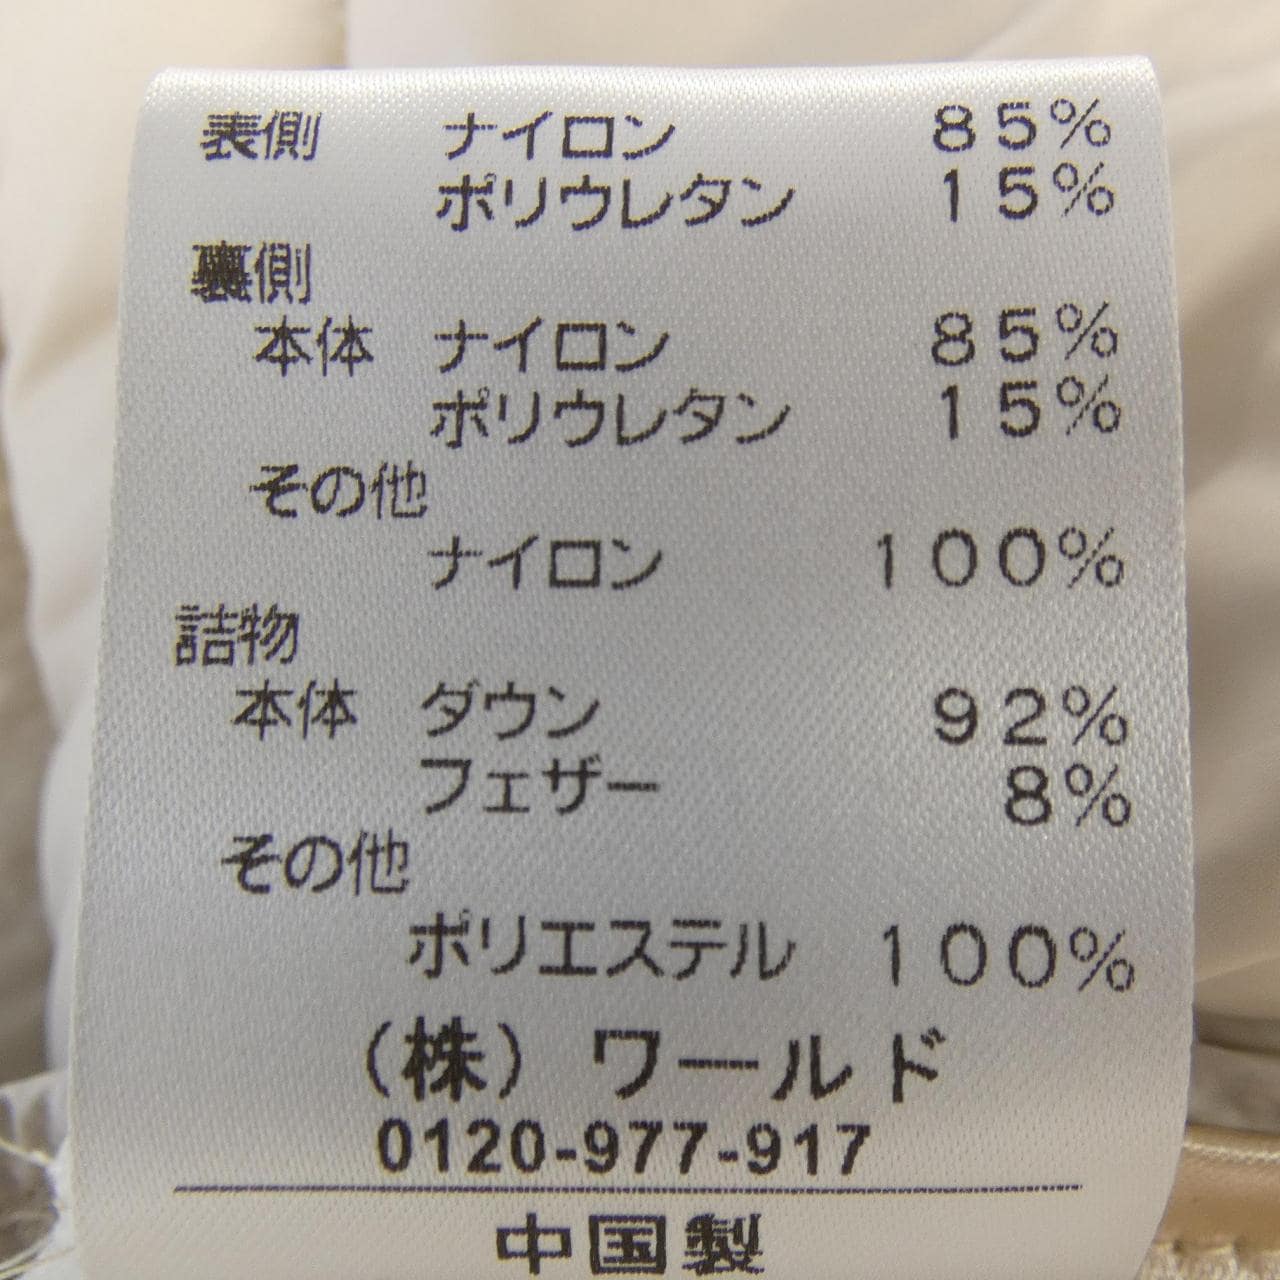 表側 ナイロン 85%
ポリウレタン 15%
裏側
本体 ナイロン 85%
ポリウレタン 15%
その他
ナイロン 100%
詰物
本体 ダウン 92%
フェザー 8%
その他
ポリエステル 100%
(株) ワールド
0120-977-917
中国製